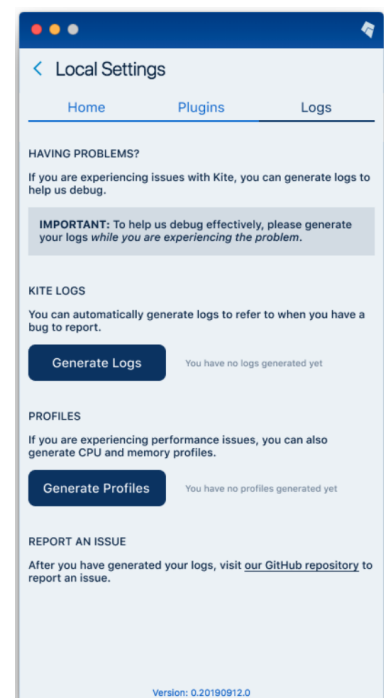 Local Settings
Home Plugins Logs
HAVING PROBLEMS?
If you are experiencing issues with Kite, you can generate logs to
help us debug.
IMPORTANT: To help us debug effectively, please generate
your logs while you are experiencing the problem.
KITE LOGS
You can automatically generate logs to refer to when you have a
bug to report.
Generate Logs You have no logs generated yet
PROFILES
If you are experiencing performance issues, you can also
generate CPU and memory profiles.
Generate Profiles You have no profiles generated yet
REPORT AN ISSUE
After you have generated your logs, visit our GitHub repository to
report an issue.
Version: 0.20190912.0